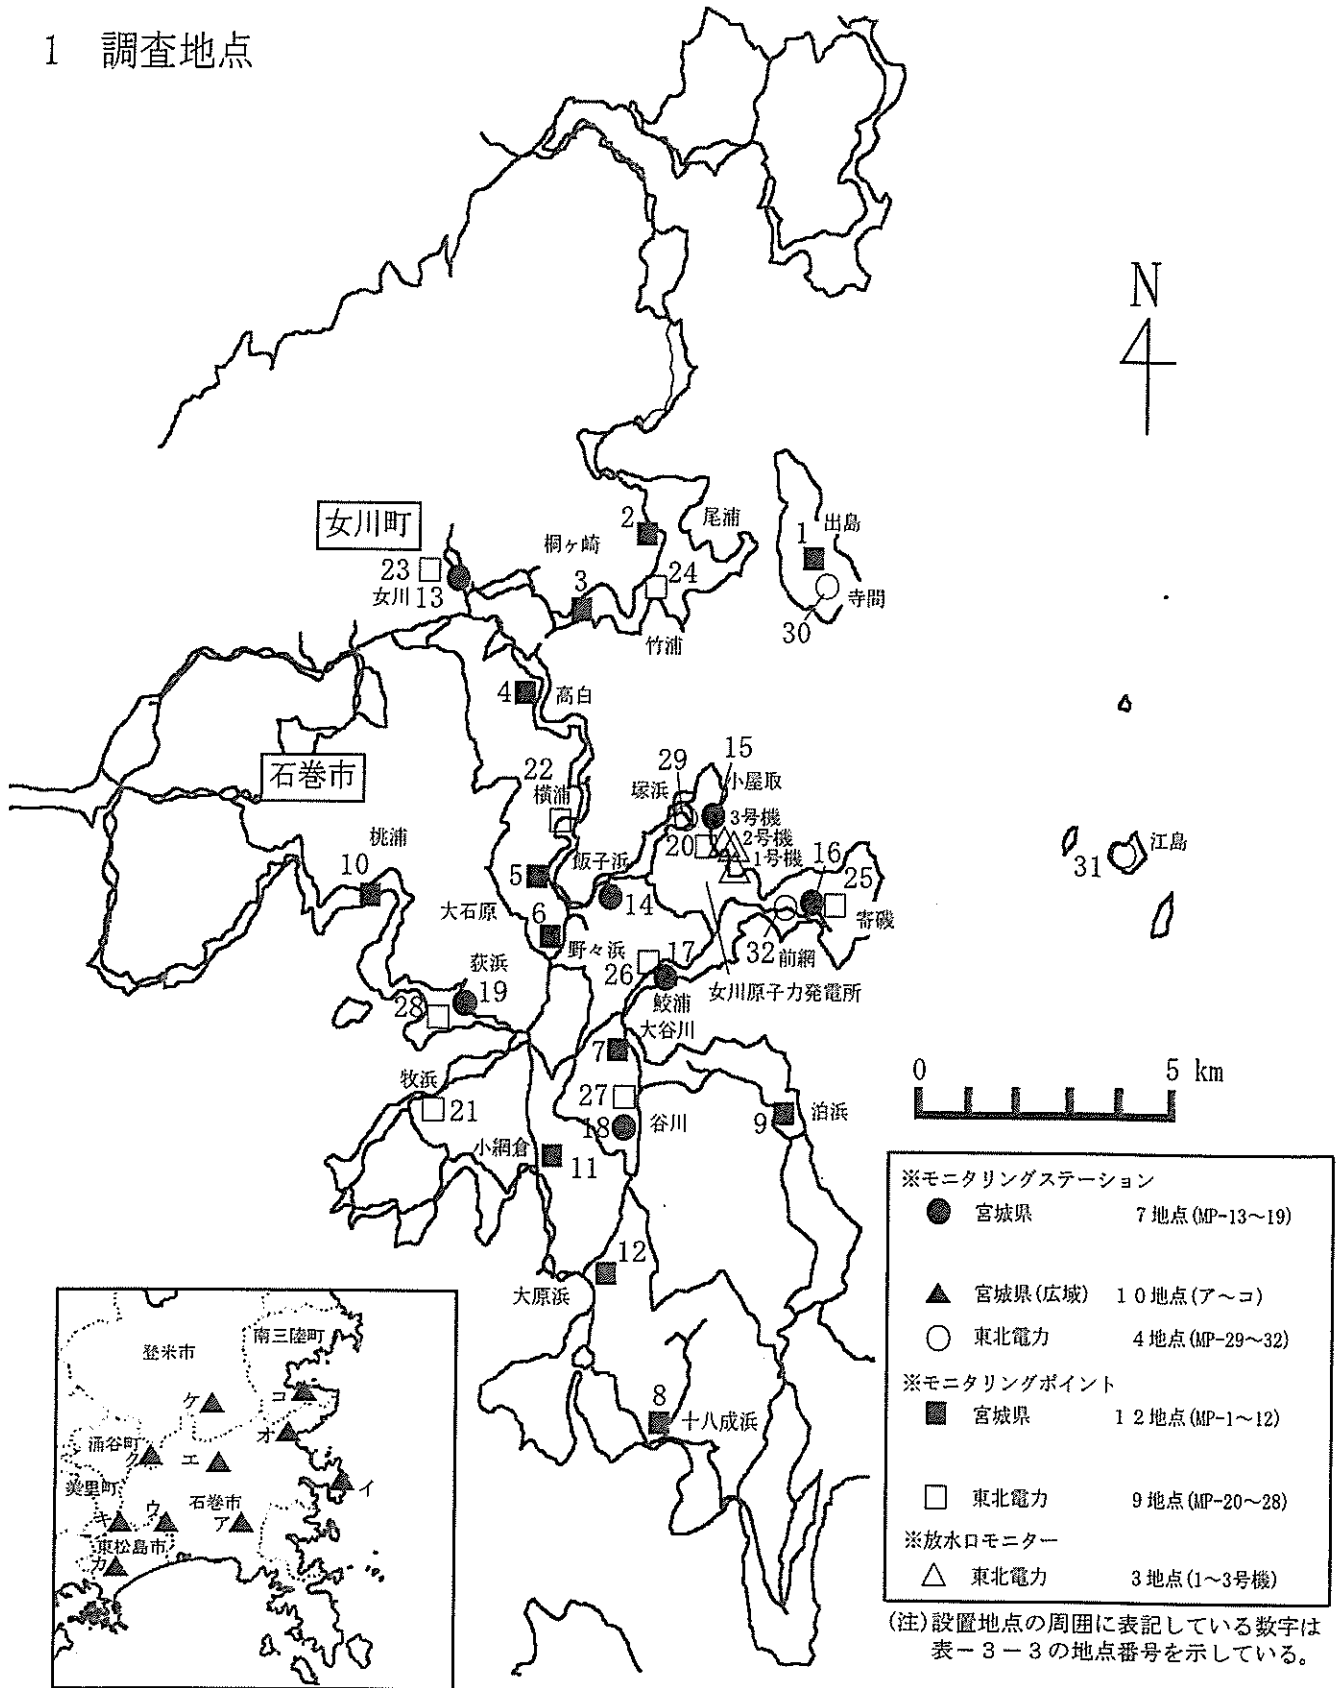 1 調査地点
N
女川町
2
尾浦
1 出島
桐ヶ崎
23
女川 13
3
24
寺間
30
竹浦
4 高白
石巻市
22
横浦
29
塚浜
15
小屋取
3号機
2号機
1号機
20
16
25
寄磯
31
江島
桃浦
10
5
飯子浜
14
大石原
6
野々浜
26
17
32 前網
鮫浦
女川原子力発電所
荻浜
19
28
大谷川
7
牧浜
21
27
18 谷川
9 泊浜
小網倉
11
12
大原浜
8
十八成浜
0 5 km
※モニタリングステーション
● 宮城県 7地点(MP-13～19)
▲ 宮城県(広域) 10地点(ア～コ)
○ 東北電力 4地点(MP-29～32)
※モニタリングポイント
■ 宮城県 12地点(MP-1～12)
□ 東北電力 9地点(MP-20～28)
※放水口モニター
△ 東北電力 3地点(1～3号機)
(注)設置地点の周囲に表記している数字は
表-3-3の地点番号を示している。
南三陸町
登米市
ケ
コ
オ
涌谷町
ク
エ
イ
美里町
石巻市
キ
ウ
ア
東松島市
カ